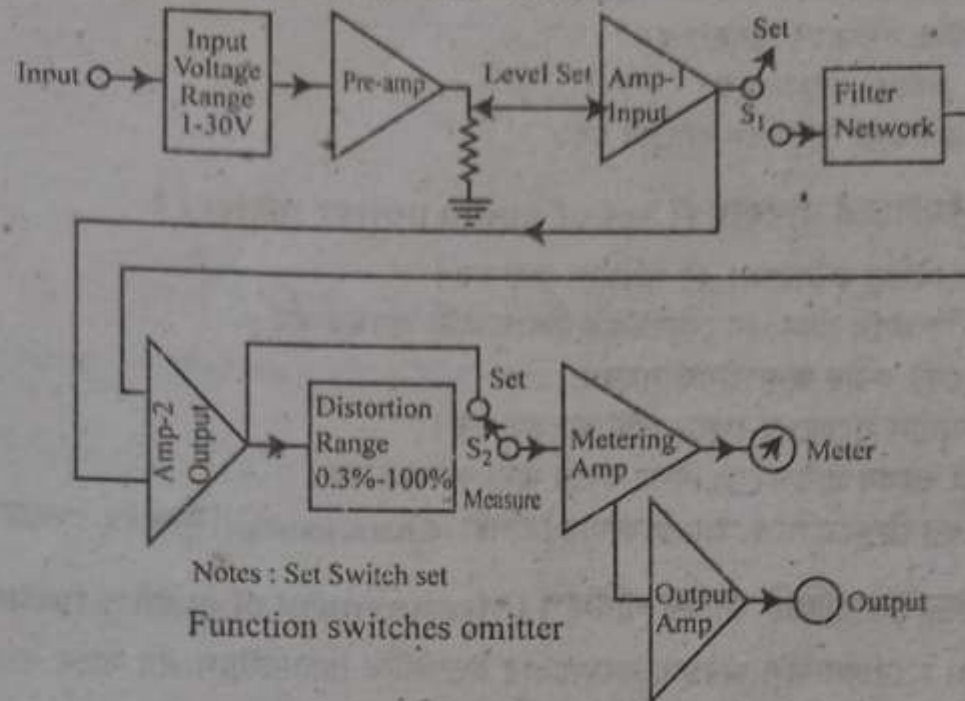 Input
Input
Voltage
Range
1-30V
Pre-amp
Level Set
Amp-1
Input
Set
S1
Filter
Network
Amp-2
Output
Distortion
Range
0.3%-100%
Set
S2
Measure
Metering
Amp
Meter
Output
Amp
Output
Notes : Set Switch set
Function switches omitter